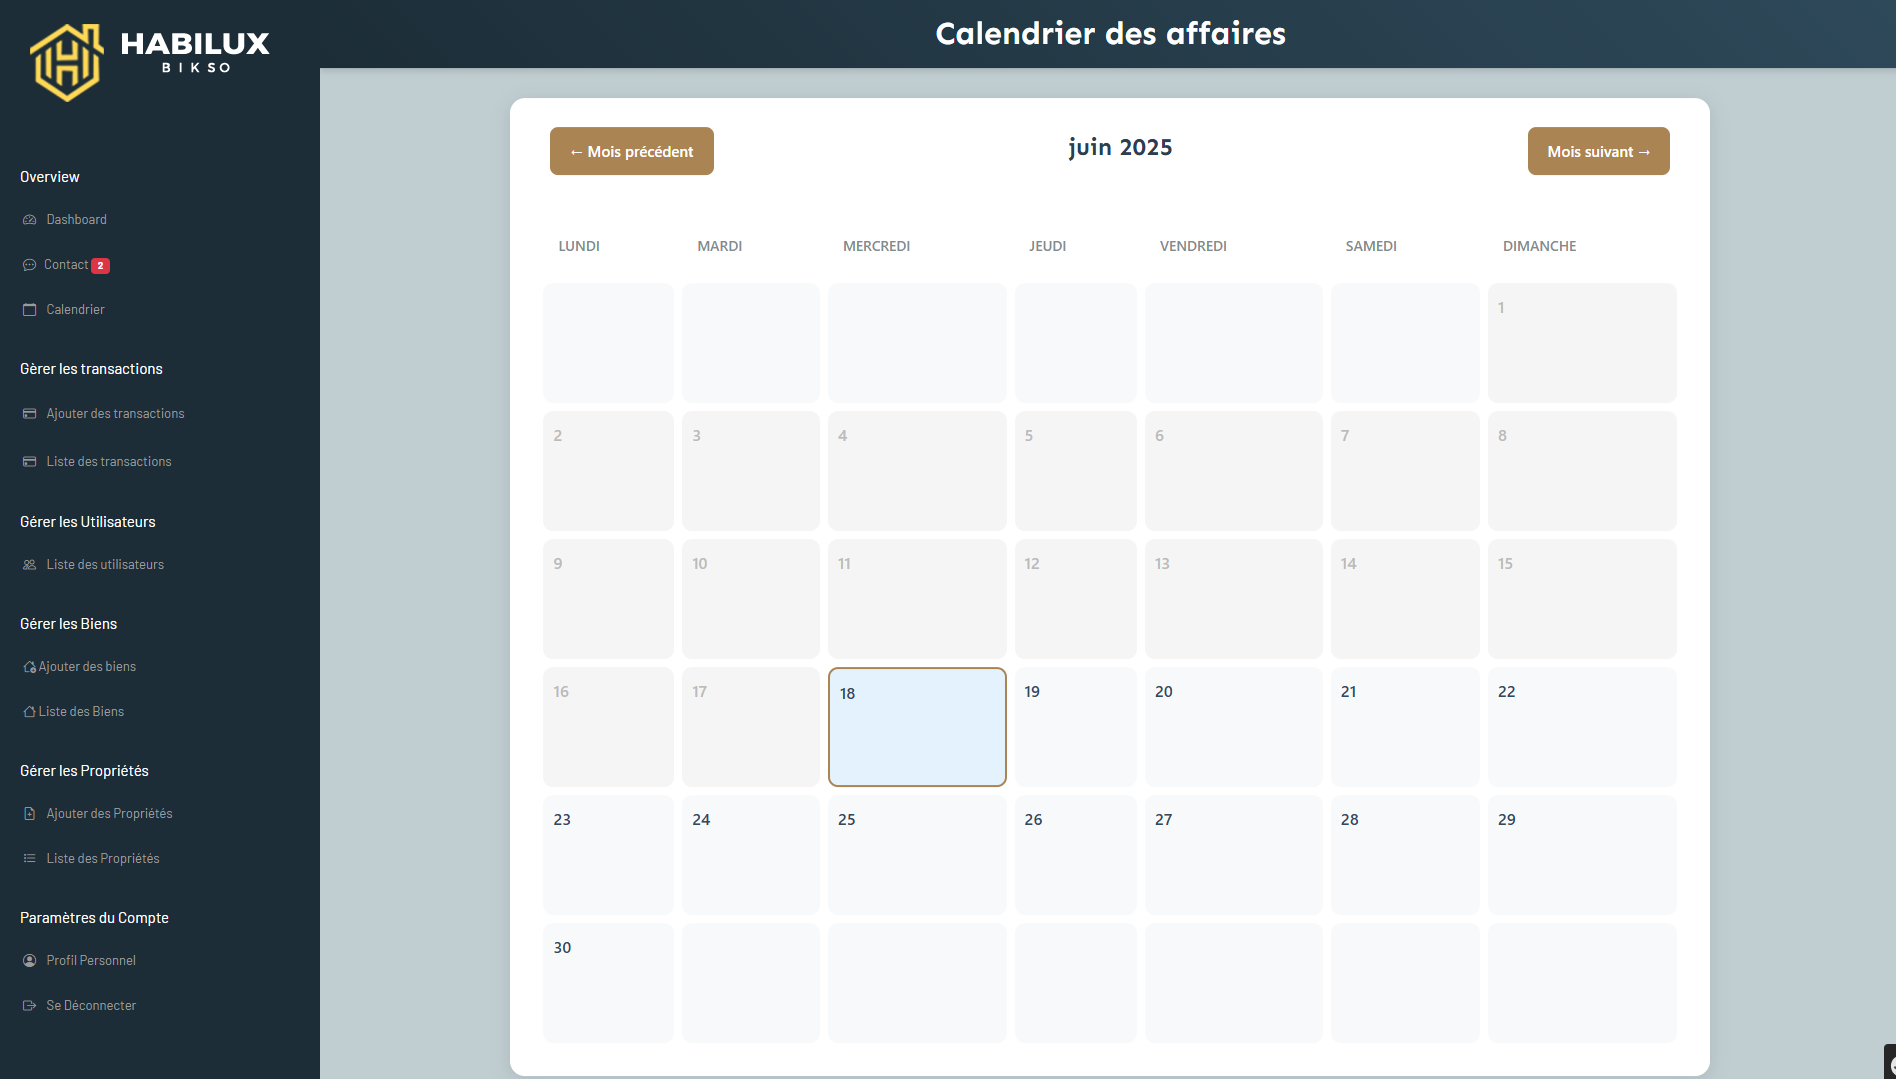 HABILUX
BIKSO
Overview
Dashboard
Contact 2
Calendrier
Gèrer les transactions
Ajouter des transactions
Liste des transactions
Gérer les Utilisateurs
Liste des utilisateurs
Gérer les Biens
Ajouter des biens
Liste des Biens
Gérer les Propriétés
Ajouter des Propriétés
Liste des Propriétés
Paramètres du Compte
Profil Personnel
Se Déconnecter
Calendrier des affaires
← Mois précédent juin 2025 Mois suivant →
LUNDI MARDI MERCREDI JEUDI VENDREDI SAMEDI DIMANCHE
1
2 3 4 5 6 7 8
9 10 11 12 13 14 15
16 17 18 19 20 21 22
23 24 25 26 27 28 29
30